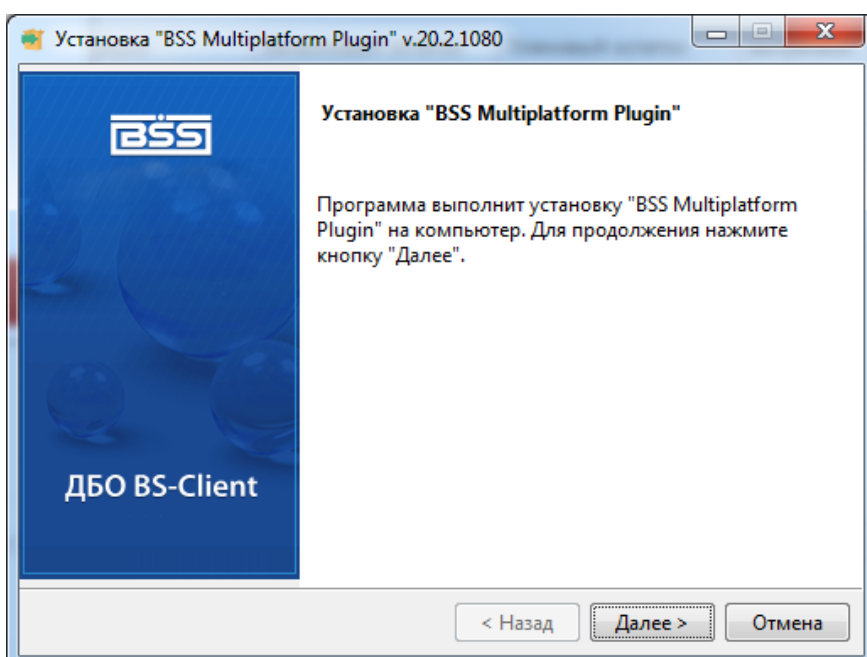 Установка "BSS Multiplatform Plugin" v.20.2.1080
BSS
Установка "BSS Multiplatform Plugin"
Программа выполнит установку "BSS Multiplatform
Plugin" на компьютер. Для продолжения нажмите
кнопку "Далее".
ДБО BS-Client
< Назад
Далее >
Отмена